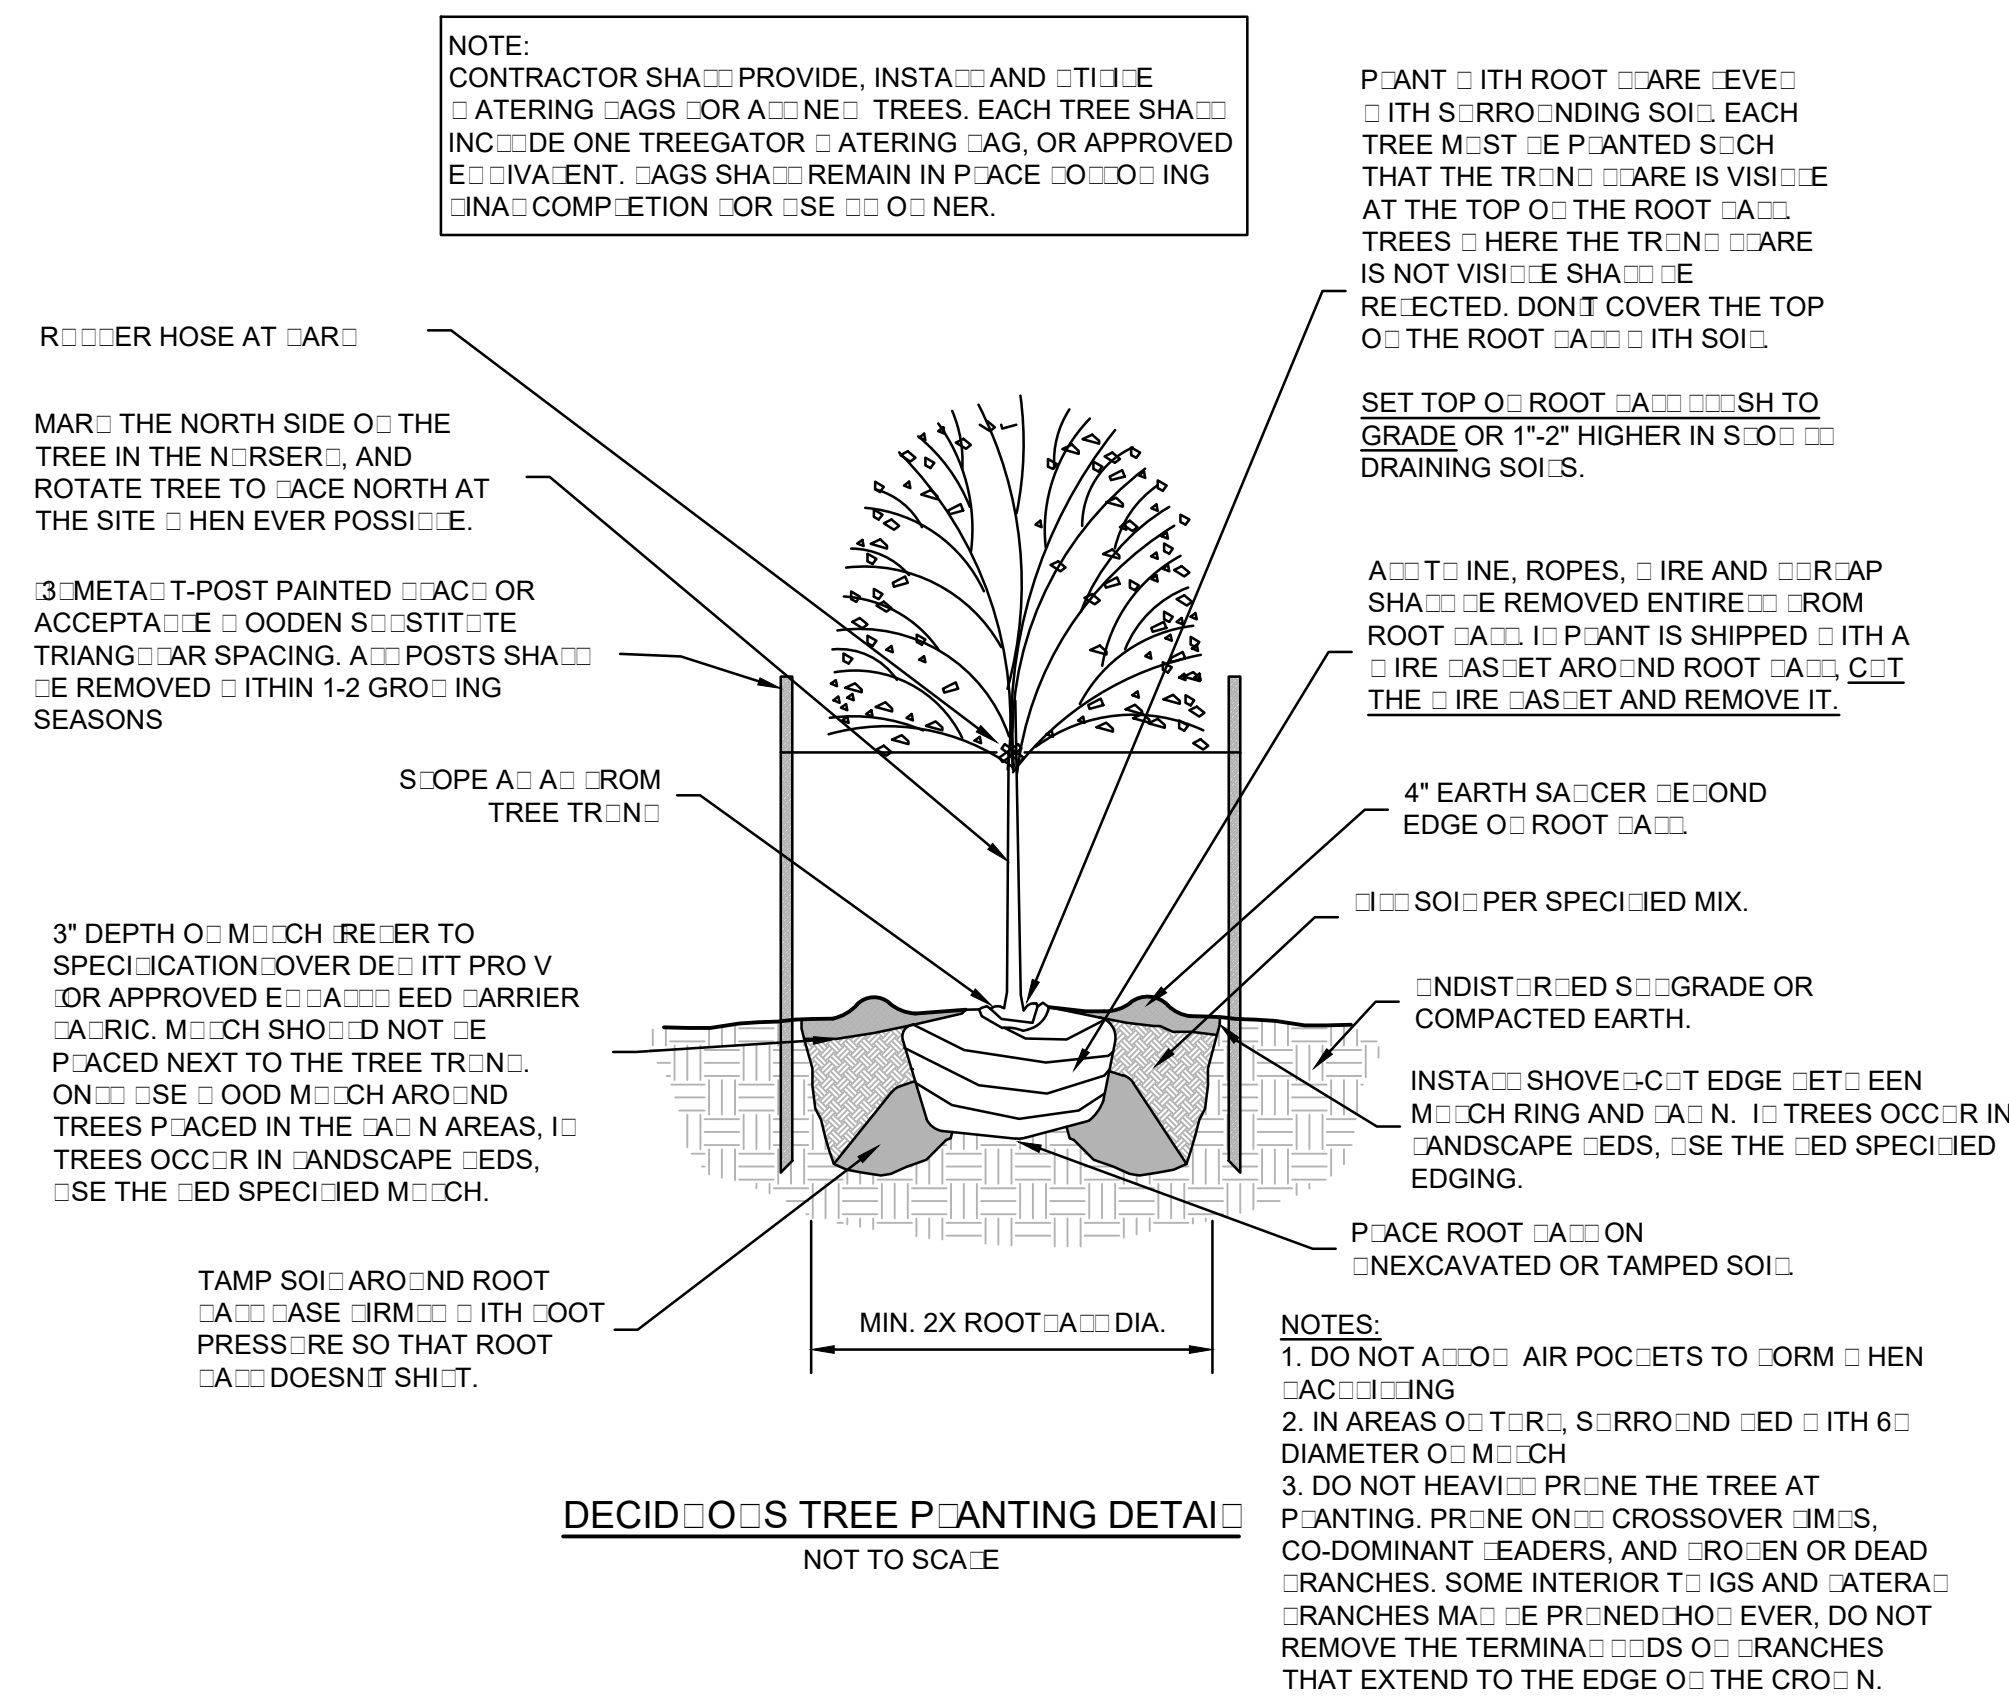 NOTE:
CONTRACTOR SHA□□ PROVIDE, INSTA□□ AND □TI□I□E
□ATERING □AGS □OR A□□ NE□ TREES. EACH TREE SHA□□
INC□□DE ONE TREEGATOR □ATERING □AG, OR APPROVED
E□□IVA□ENT. □AGS SHA□□ REMAIN IN P□ACE □O□□O□ING
□INA□ COMP□ETION □OR □SE □□ O□NER.
R□□□ER HOSE AT □AR□
MAR□ THE NORTH SIDE O□ THE
TREE IN THE N□RSER□, AND
ROTATE TREE TO □ACE NORTH AT
THE SITE □HEN EVER POSSI□□E.
□3□ META□ T-POST PAINTED □□AC□ OR
ACCEPTA□□E □OODEN S□□STIT□TE
TRIANG□□AR SPACING. A□□ POSTS SHA□□
□E REMOVED □ITHIN 1-2 GRO□ING
SEASONS
S□OPE A□A□ □ROM
TREE TR□N□
3" DEPTH O□ M□□CH □RE□ER TO
SPECI□ICATION□ OVER DE□ITT PRO V
□OR APPROVED E□□A□□ □EED □ARRIER
□A□RIC. M□□CH SHO□□D NOT □E
P□ACED NEXT TO THE TREE TR□N□.
ON□□ □SE □OOD M□□CH ARO□ND
TREES P□ACED IN THE □A□N AREAS, I□
TREES OCC□R IN □ANDSCAPE □EDS,
□SE THE □ED SPECI□IED M□□CH.
TAMP SOI□ ARO□ND ROOT
□A□□ □ASE □IRM□□ □ITH □OOT
PRESS□RE SO THAT ROOT
□A□□ DOESN□T SHI□T.
MIN. 2X ROOT □A□□ DIA.
P□ANT □ITH ROOT □□ARE □EVE□
□ITH S□RRO□NDING SOI□. EACH
TREE M□ST □E P□ANTED S□CH
THAT THE TR□N□ □□ARE IS VISI□□E
AT THE TOP O□ THE ROOT □A□□.
TREES □HERE THE TR□N□ □□ARE
IS NOT VISI□□E SHA□□ □E
RE□ECTED. DON□T COVER THE TOP
O□ THE ROOT □A□□ □ITH SOI□.
SET TOP O□ ROOT □A□□ □□□SH TO
GRADE OR 1"-2" HIGHER IN S□O□□□
DRAINING SOI□S.
A□□ T□INE, ROPES, □IRE AND □□R□AP
SHA□□ □E REMOVED ENTIRE□□ □ROM
ROOT □A□□. I□ P□ANT IS SHIPPED □ITH A
□IRE □AS□ET ARO□ND ROOT □A□□, C□T
THE □IRE □AS□ET AND REMOVE IT.
4" EARTH SA□CER □E□OND
EDGE O□ ROOT □A□□.
□I□□ SOI□ PER SPECI□IED MIX.
□NDIST□R□ED S□□GRADE OR
COMPACTED EARTH.
INSTA□□ SHOVE□-C□T EDGE □ET□EEN
M□□CH RING AND □A□N. I□ TREES OCC□R IN
□ANDSCAPE □EDS, □SE THE □ED SPECI□IED
EDGING.
P□ACE ROOT □A□□ ON
□NEXCAVATED OR TAMPED SOI□.
NOTES:
1. DO NOT A□□O□ AIR POC□ETS TO □ORM □HEN
□AC□□I□□ING
2. IN AREAS O□ T□R□, S□RRO□ND □ED □ITH 6□
DIAMETER O□ M□□CH
3. DO NOT HEAVI□□ PR□NE THE TREE AT
P□ANTING. PR□NE ON□□ CROSSOVER □IM□S,
CO-DOMINANT □EADERS, AND □RO□EN OR DEAD
□RANCHES. SOME INTERIOR T□IGS AND □ATERA□
□RANCHES MA□ □E PR□NED□ HO□EVER, DO NOT
REMOVE THE TERMINA□ □□DS O□ □RANCHES
THAT EXTEND TO THE EDGE O□ THE CRO□N.
DECID□O□S TREE P□ANTING DETAI□
NOT TO SCA□E